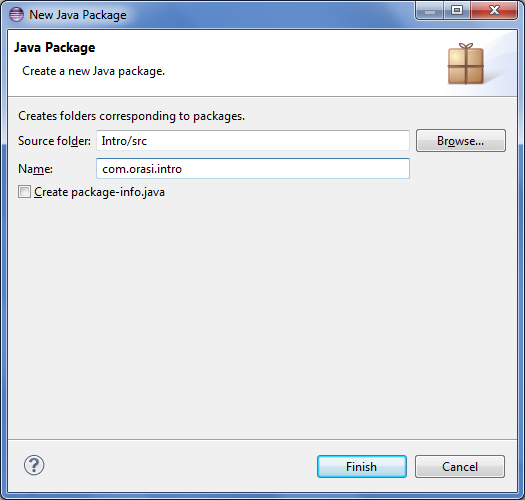 New Java Package
Java Package
Create a new Java package.
Creates folders corresponding to packages.
Source folder: Intro/src Browse...
Name: com.orasi.intro
Create package-info.java
? Finish Cancel